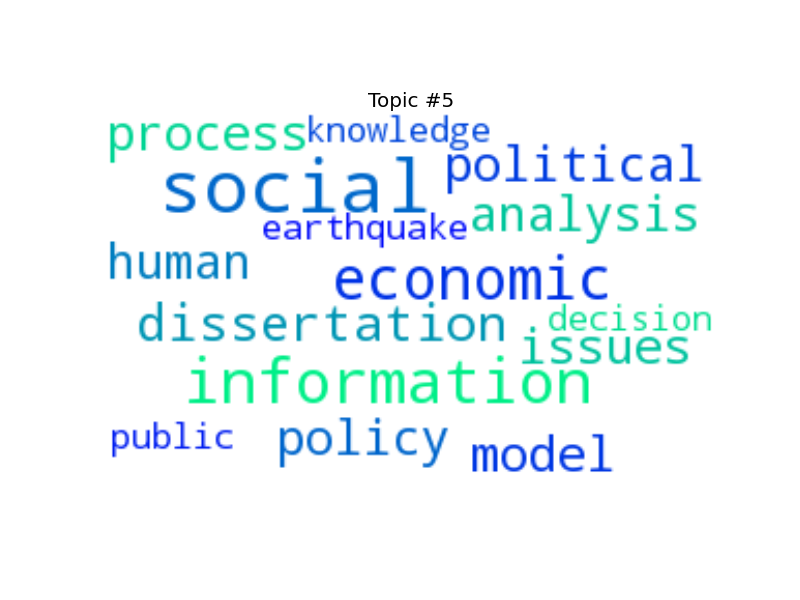 Topic #5
process knowledge
political
social
analysis
earthquake
human
economic
dissertation decision
issues
information
public policy model